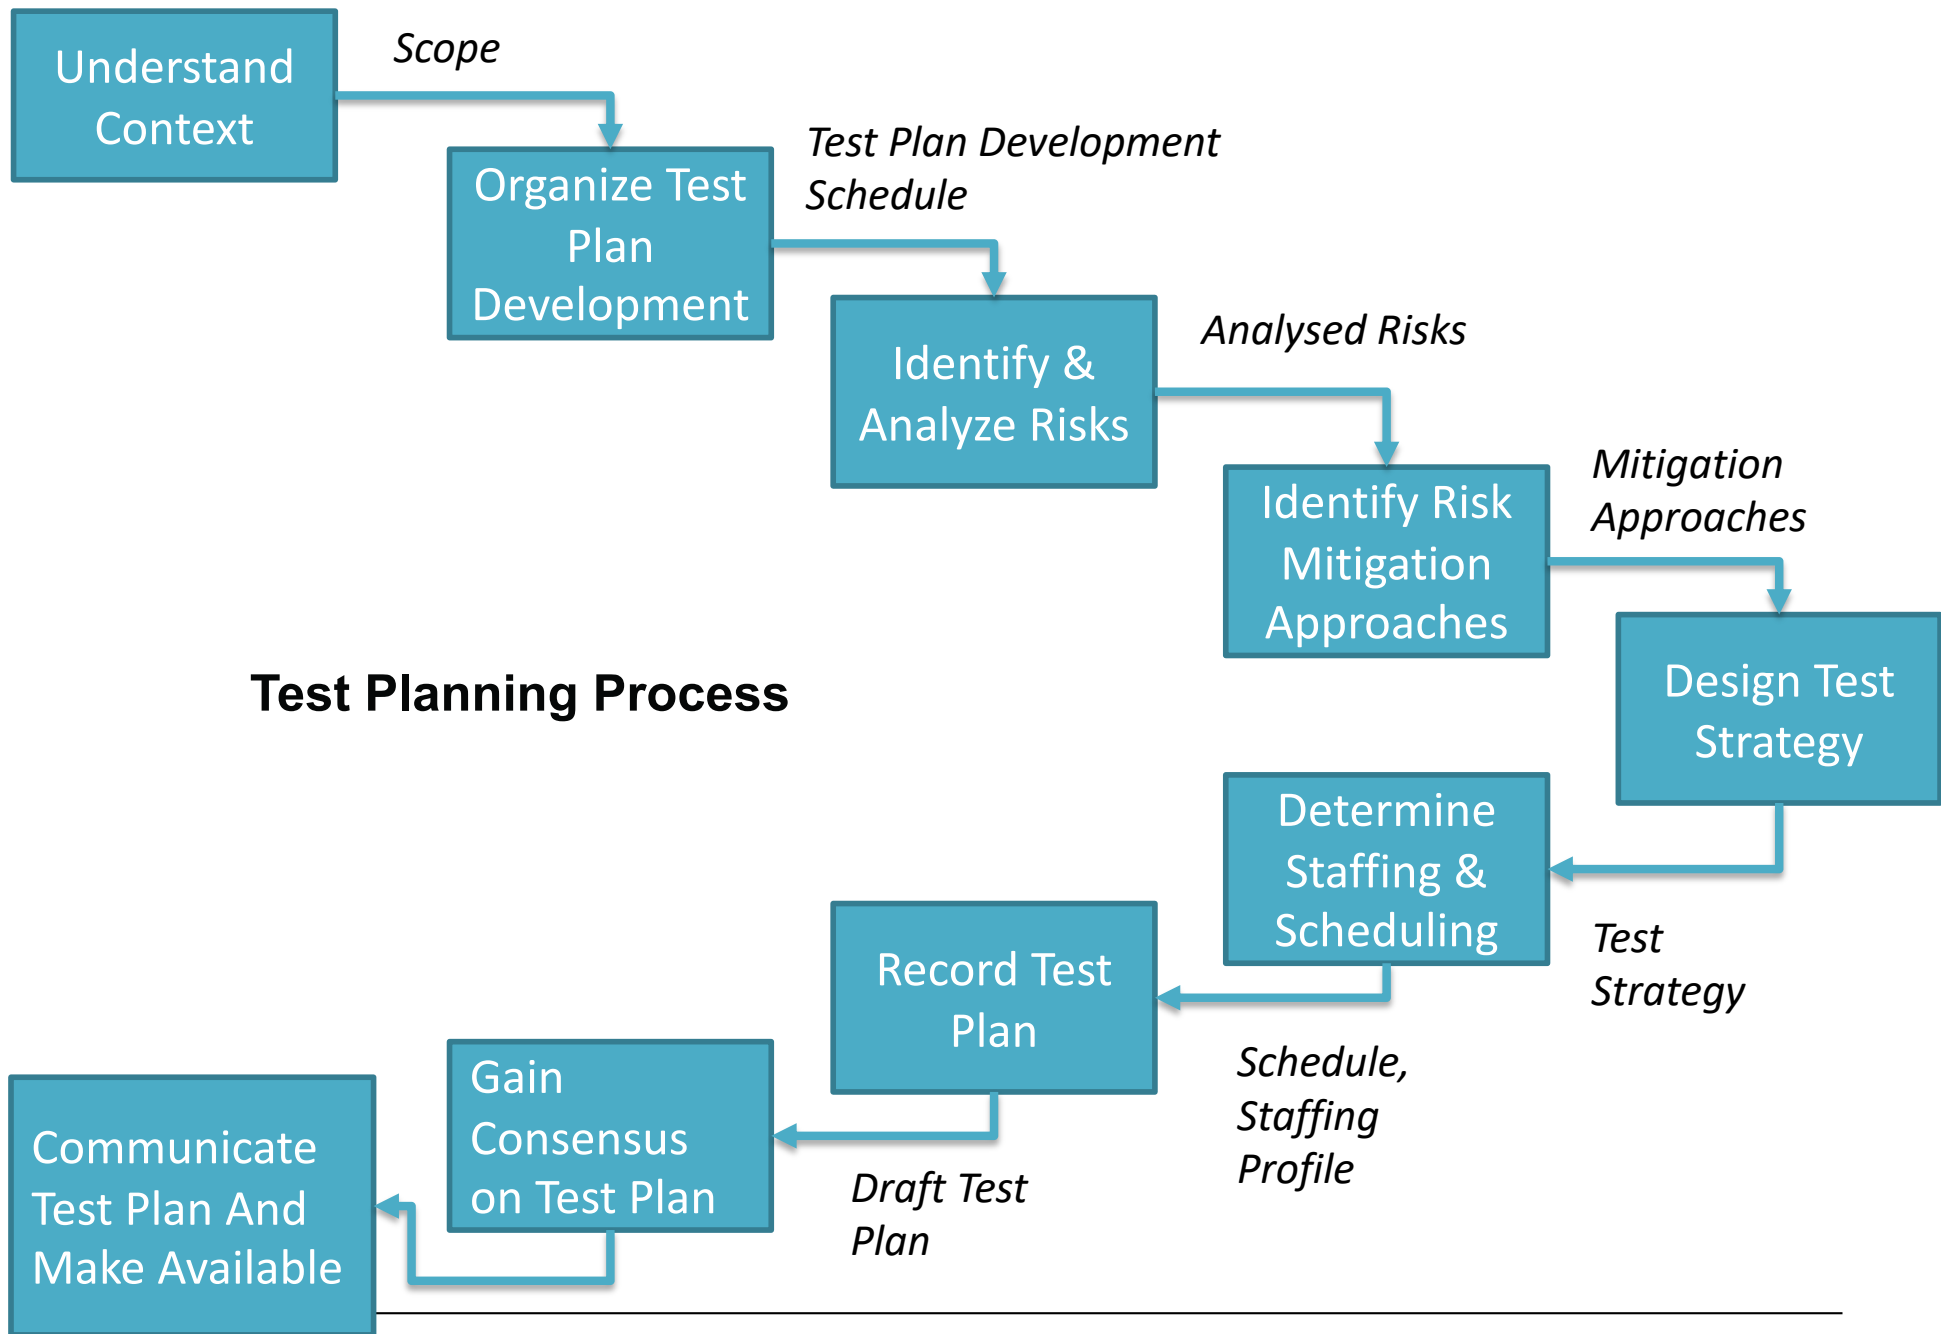 Understand
Context
Scope
Organize Test
Plan
Development
Test Plan Development
Schedule
Identify &
Analyze Risks
Analysed Risks
Identify Risk
Mitigation
Approaches
Mitigation
Approaches
Design Test
Strategy
Test Planning Process
Determine
Staffing &
Scheduling
Test
Strategy
Record Test
Plan
Schedule,
Staffing
Profile
Gain
Consensus
on Test Plan
Draft Test
Plan
Communicate
Test Plan And
Make Available